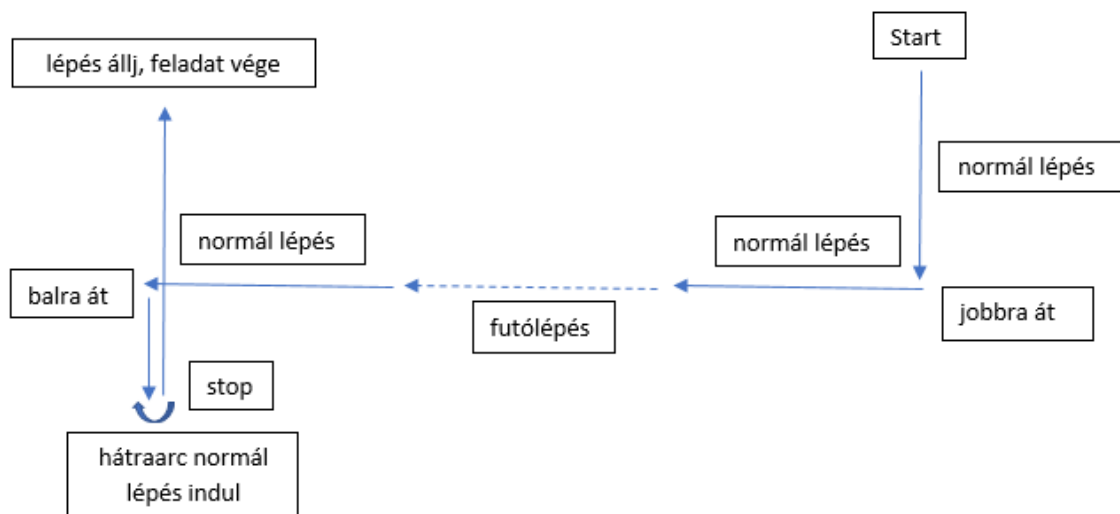 Start
lépés állj, feladat vége
normál lépés
normál lépés
normál lépés
balra át
futólépés
jobbra át
stop
hátraarc normál
lépés indul